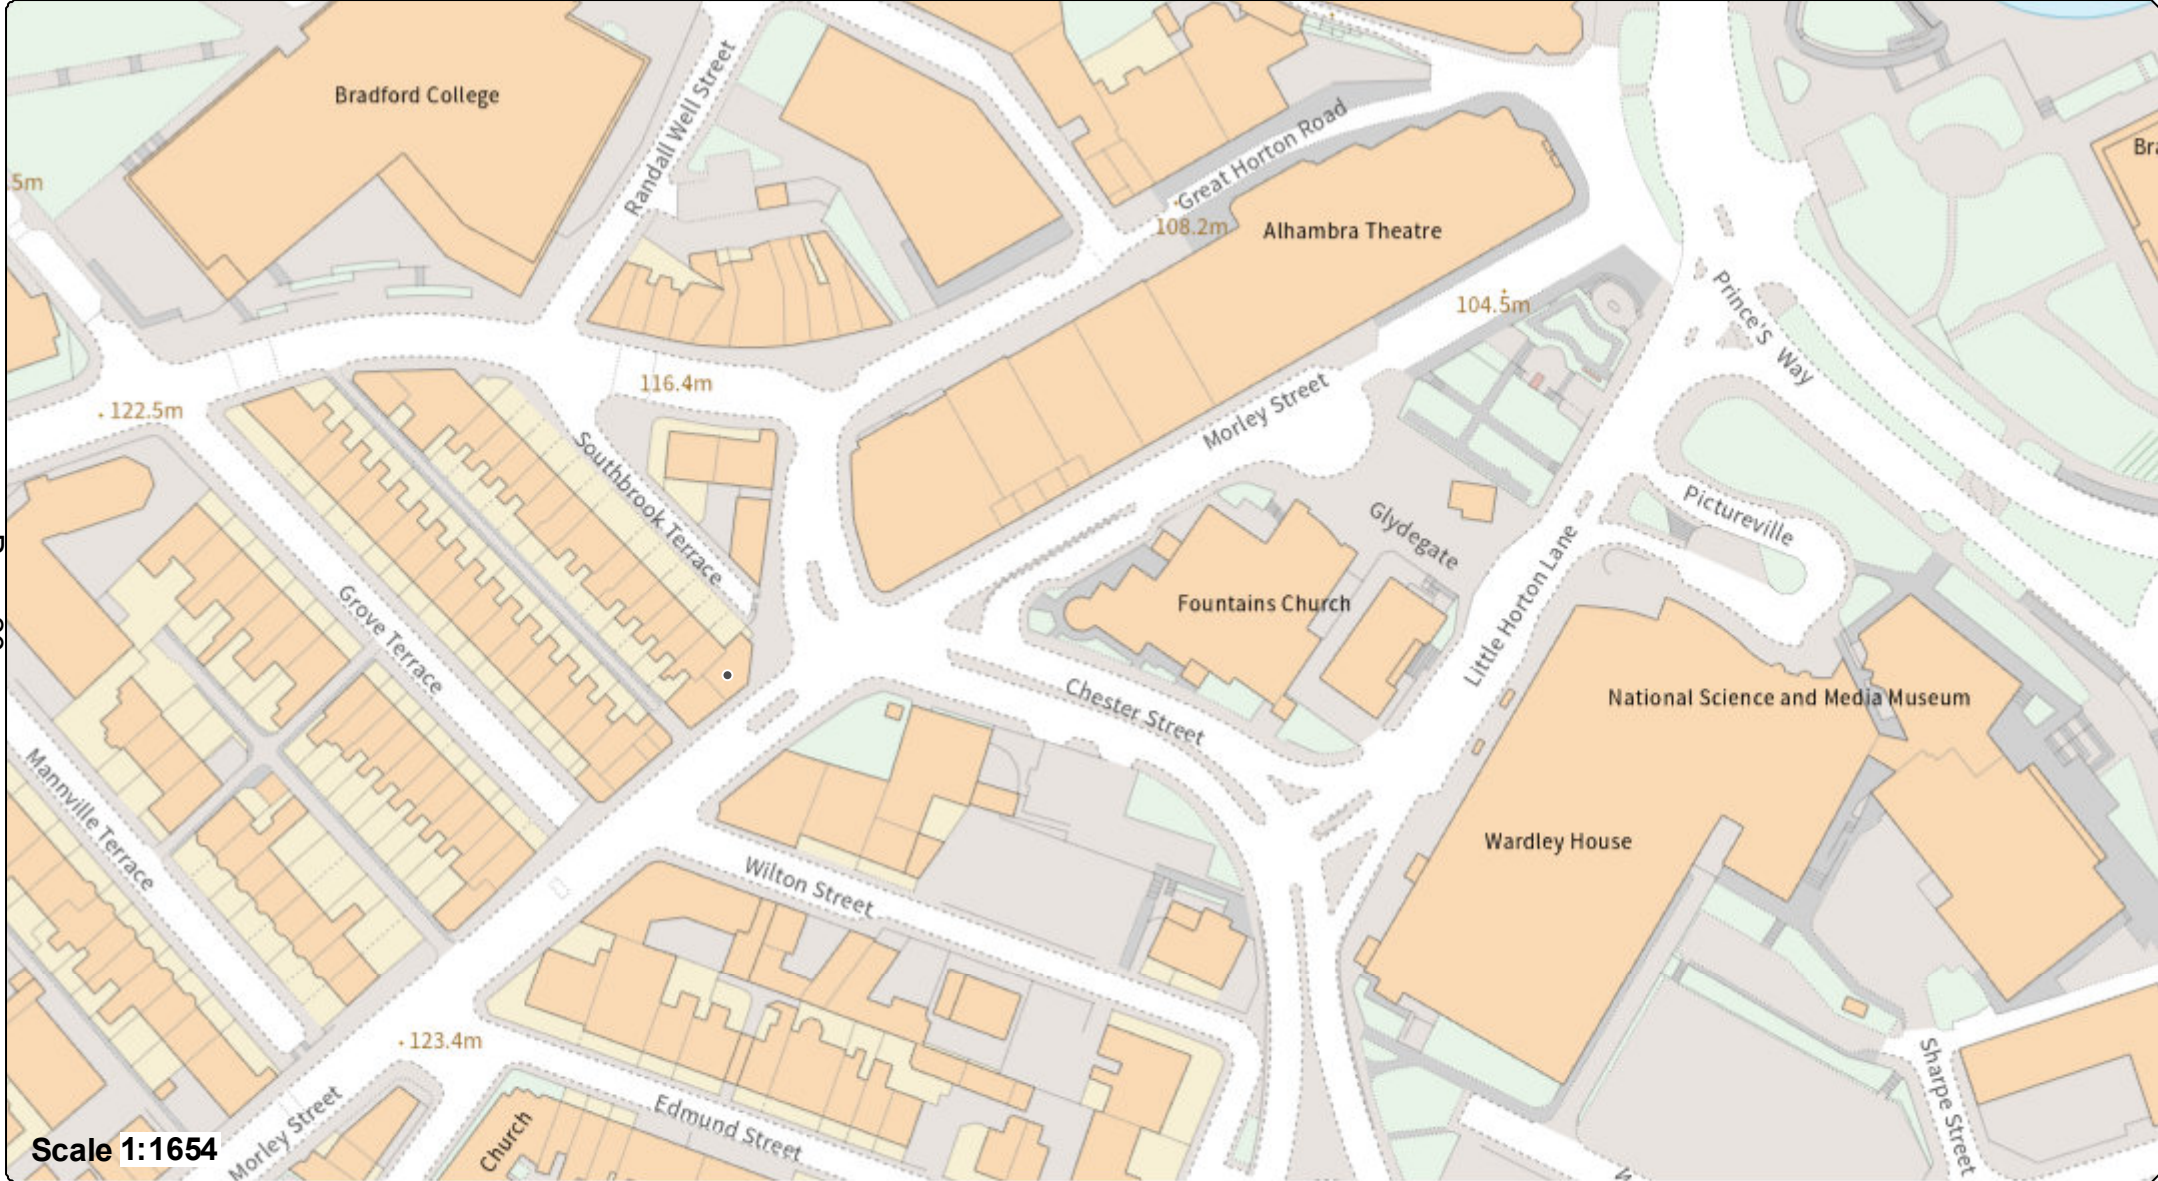 Bradford College
Randall Well Street
Bra
5m
Great Horton Road
108.2m
Alhambra Theatre
104.5m
Prince'S Way
116.4m
122.5m
Morley Street
Southbrook Terrace
Pictureville
Glydegate
Little Horton Lane
Grove Terrace
Fountains Church
Chester Street
National Science and Media Museum
Mannville Terrace
Wardley House
Wilton Street
123.4m
Sharpe Street
Edmund Street
Church
Morley Street
Scale 1:1654